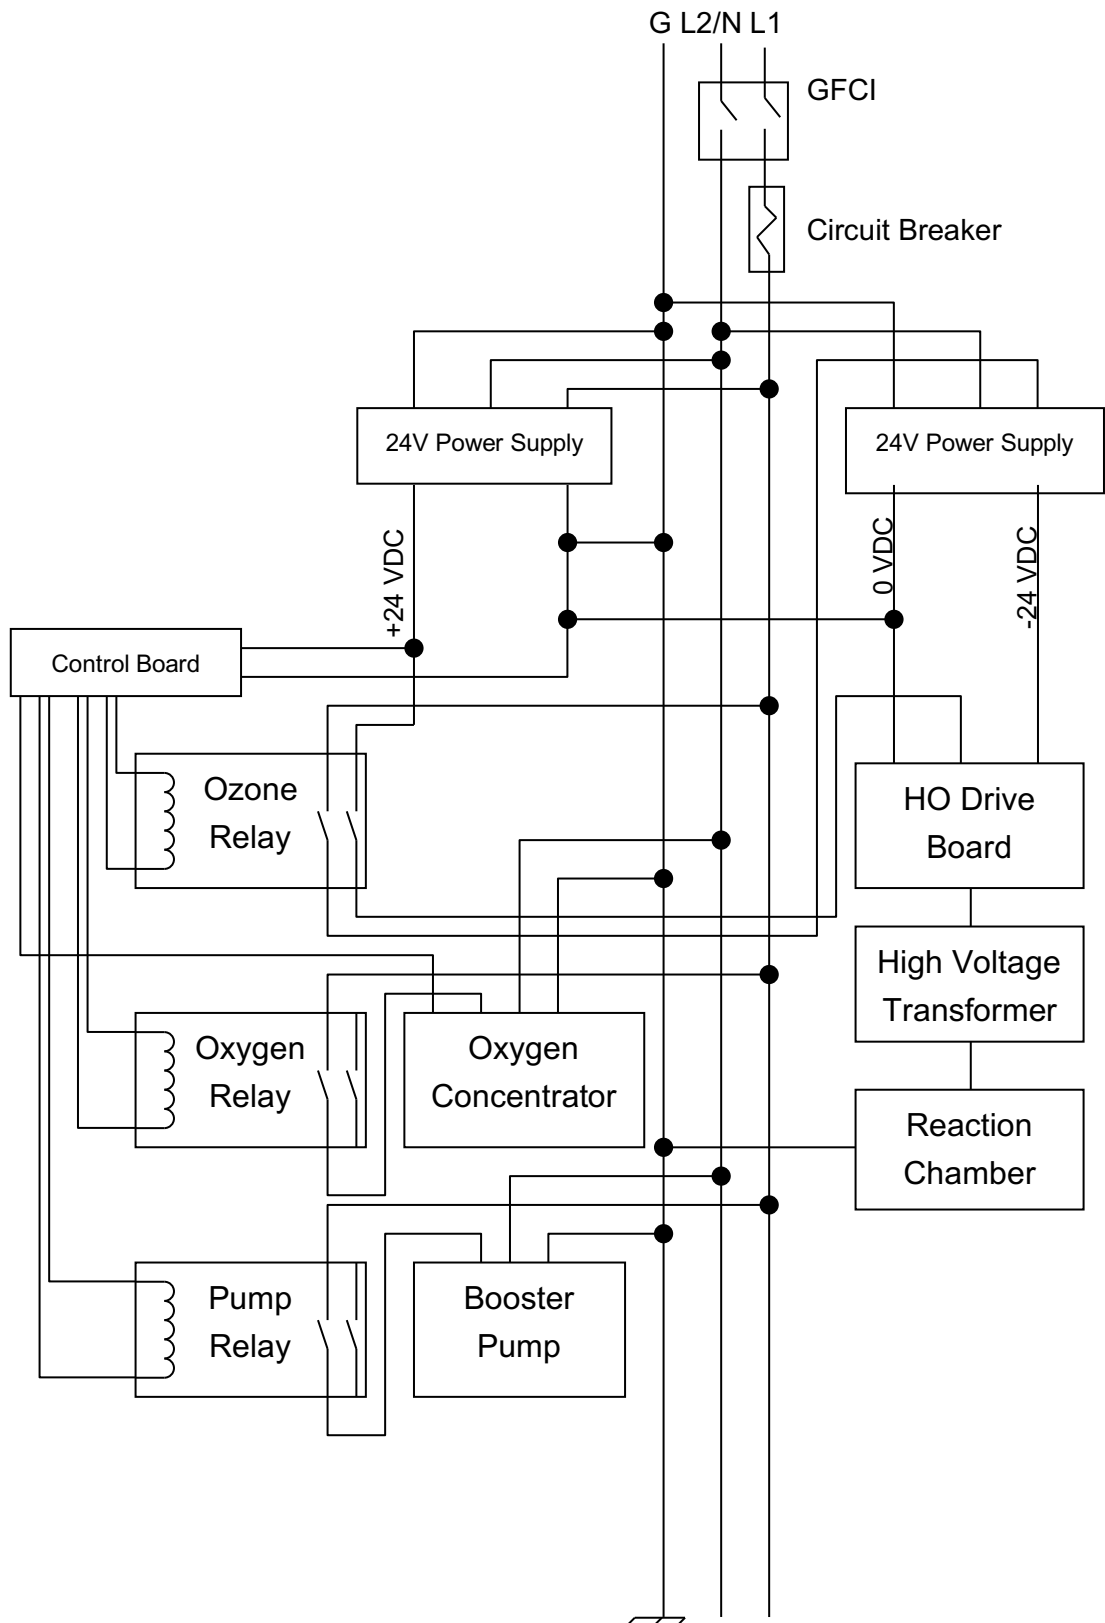 G L2/N L1
GFCI
Circuit Breaker
24V Power Supply
24V Power Supply
+24 VDC
0 VDC
-24 VDC
Control Board
Ozone
Relay
HO Drive
Board
High Voltage
Transformer
Oxygen
Relay
Oxygen
Concentrator
Reaction
Chamber
Pump
Relay
Booster
Pump